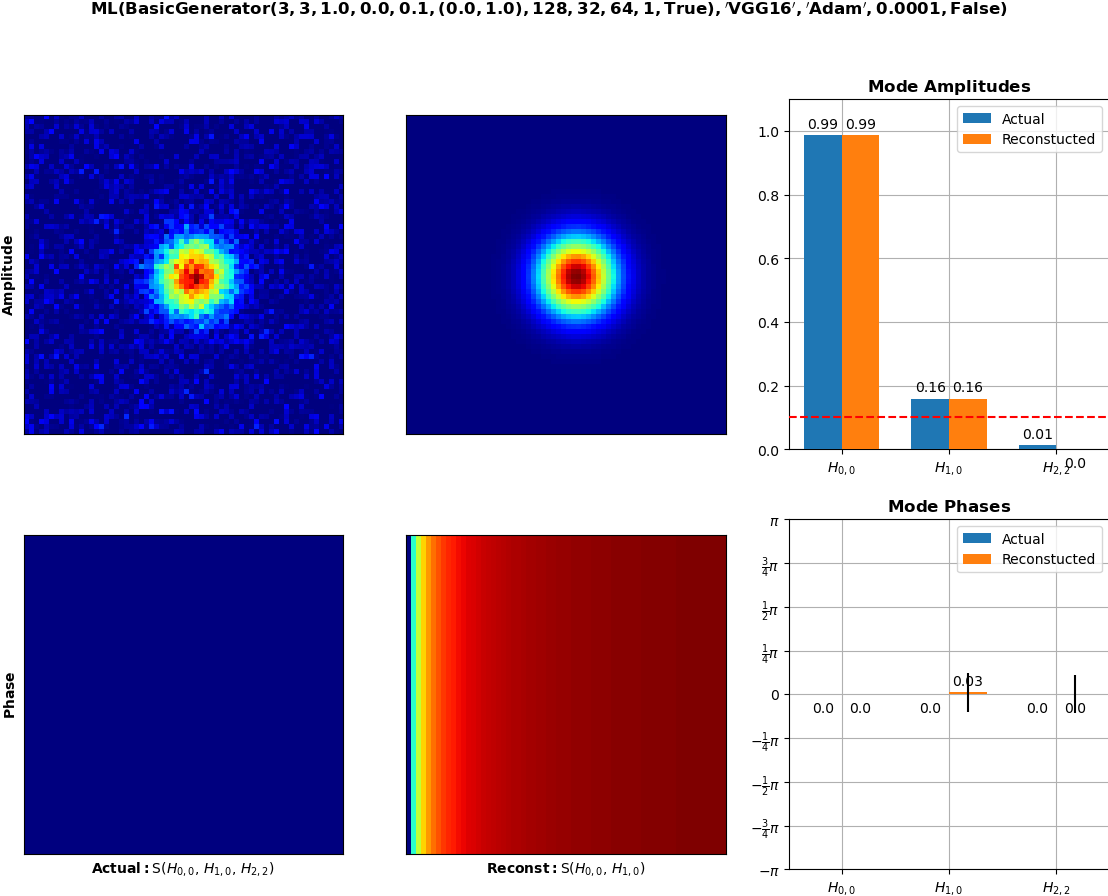 ML(BasicGenerator(3, 3, 1.0, 0.0, 0.1, (0.0, 1.0), 128, 32, 64, 1, True), ′VGG16′, ′Adam′, 0.0001, False)
Amplitude
Mode Amplitudes
Actual
Reconstucted
0.99 0.99
0.16 0.16
0.01
0.0
1.0
0.8
0.6
0.4
0.2
0.0
H0,0 H1,0 H2,2
Phase
Actual: S(H0,0, H1,0, H2,2)
Reconst: S(H0,0, H1,0)
Mode Phases
Actual
Reconstucted
π
3/4π
1/2π
1/4π
0
−1/4π
−1/2π
−3/4π
−π
0.0 0.0 0.0 0.03 0.0 0.0
H0,0 H1,0 H2,2